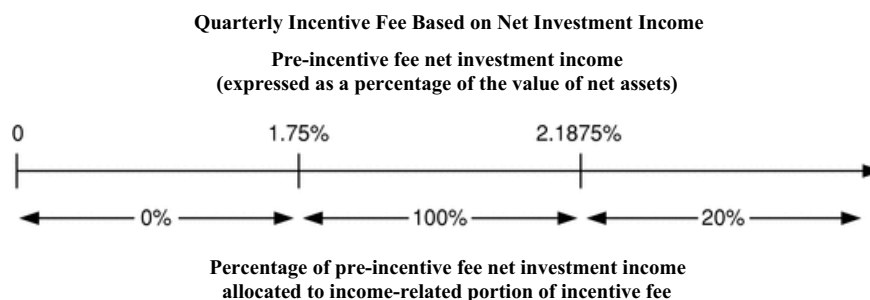 Quarterly Incentive Fee Based on Net Investment Income
Pre-incentive fee net investment income
(expressed as a percentage of the value of net assets)
0 1.75% 2.1875%
0% 100% 20%
Percentage of pre-incentive fee net investment income
allocated to income-related portion of incentive fee